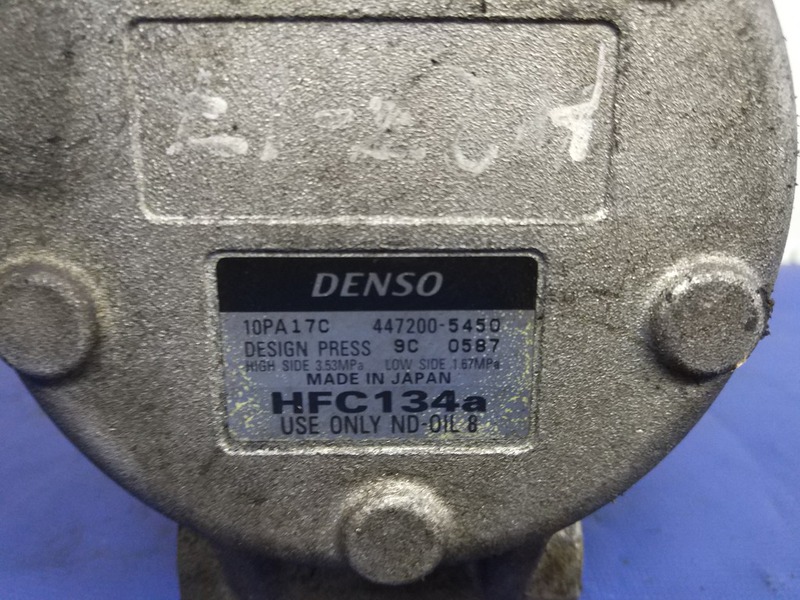 DENSO
10PA17C 447200-5450
DESIGN PRESS 9C 0587
HIGH SIDE 3.53MPa LOW SIDE 1.67MPa
MADE IN JAPAN
HFC134a
USE ONLY ND-OIL 8